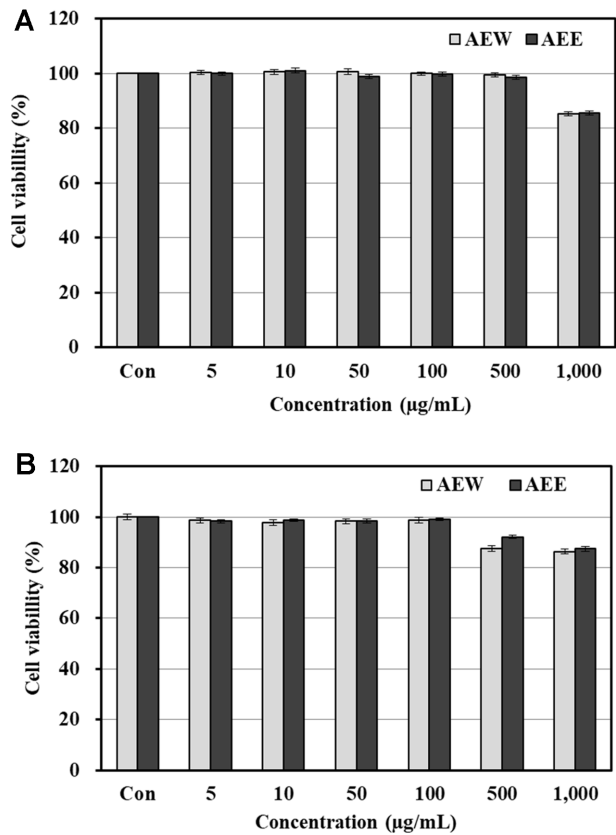 A
AEW AEE
120
100
80
60
40
20
0
Cell viabillity (%)
Con 5 10 50 100 500 1,000
Concentration (µg/mL)
B
AEW AEE
120
100
80
60
40
20
0
Cell viabillity (%)
Con 5 10 50 100 500 1,000
Concentration (µg/mL)